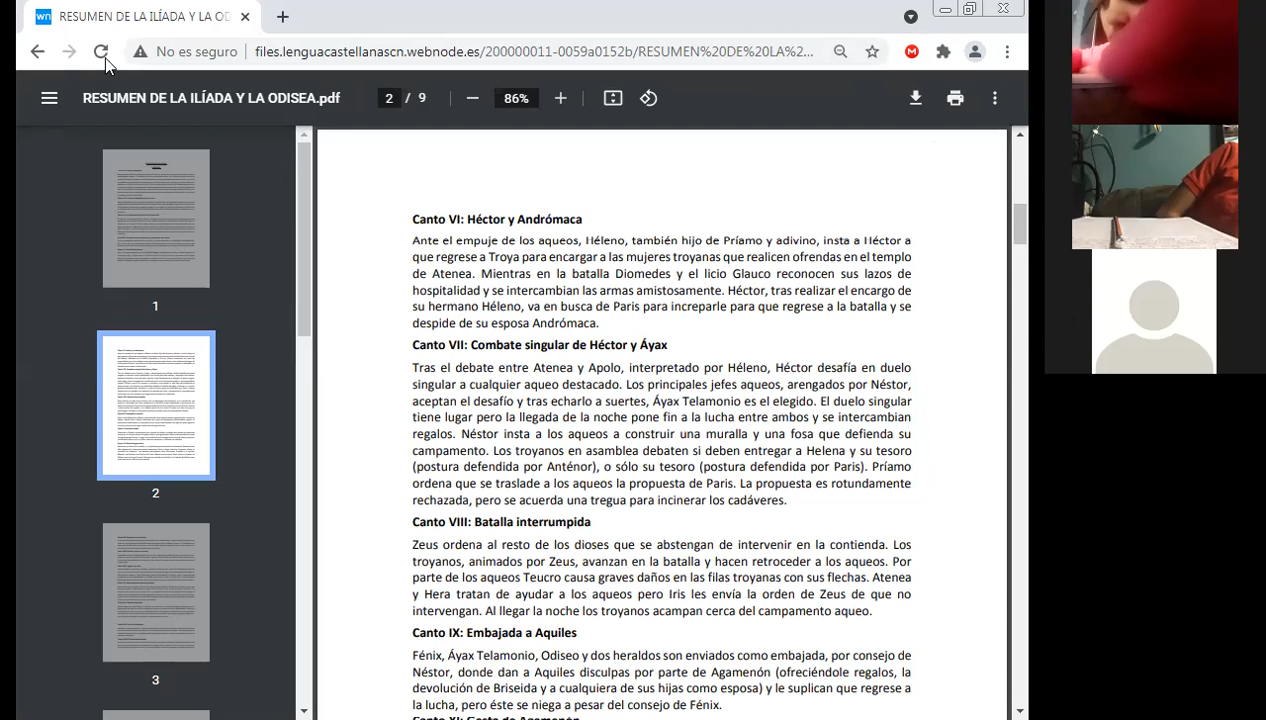 RESUMEN DE LA ILÍADA Y LA OD
No es seguro
files.lenguacastellanascn.webnode.es/200000011-0059a0152b/RESUMEN%20DE%20LA%2...
RESUMEN DE LA ILÍADA Y LA ODISEA.pdf
2 / 9
86%
1
2
3
Canto VI: Héctor y Andrómaca
Ante el empuje de los aqueos, Héleno, también hijo de Príamo y adivino, insta a Héctor a
que regrese a Troya para encargar a las mujeres troyanas que realicen ofrendas en el templo
de Atenea. Mientras en la batalla Diomedes y el licio Glauco reconocen sus lazos de
hospitalidad y se intercambian las armas amistosamente. Héctor, tras realizar el encargo de
su hermano Héleno, va en busca de Paris para increparle para que regrese a la batalla y se
despide de su esposa Andrómaca.
Canto VII: Combate singular de Héctor y Áyax
Tras el debate entre Atenea y Apolo, interpretado por Héleno, Héctor desafía en duelo
singular a cualquier aqueo destacado. Los principales jefes aqueos, arengados por Néstor,
aceptan el desafío y tras echarlo a suertes, Áyax Telamonio es el elegido. El duelo singular
tiene lugar pero la llegada de la noche pone fin a la lucha entre ambos y se intercambian
regalos. Néstor insta a los aqueos a construir una muralla y una fosa que defienda su
campamento. Los troyanos en asamblea debaten si deben entregar a Helena y su tesoro
(postura defendida por Anténor), o sólo su tesoro (postura defendida por Paris). Príamo
ordena que se traslade a los aqueos la propuesta de Paris. La propuesta es rotundamente
rechazada, pero se acuerda una tregua para incinerar los cadáveres.
Canto VIII: Batalla interrumpida
Zeus ordena al resto de los dioses que se abstengan de intervenir en la contienda. Los
troyanos, animados por Zeus, avanzan en la batalla y hacen retroceder a los aqueos. Por
parte de los aqueos Teucro causa graves daños en las filas troyanas con sus flechas. Atenea
y Hera tratan de ayudar a los aqueos pero Iris les envía la orden de Zeus de que no
intervengan. Al llegar la noche los troyanos acampan cerca del campamento aqueo.
Canto IX: Embajada a Aquiles
Fénix, Áyax Telamonio, Odiseo y dos heraldos son enviados como embajada, por consejo de
Néstor, donde dan a Aquiles disculpas por parte de Agamenón (ofreciéndole regalos, la
devolución de Briseida y a cualquiera de sus hijas como esposa) y le suplican que regrese a
la lucha, pero éste se niega a pesar del consejo de Fénix.
Canto XI: Gesta de Agamenón